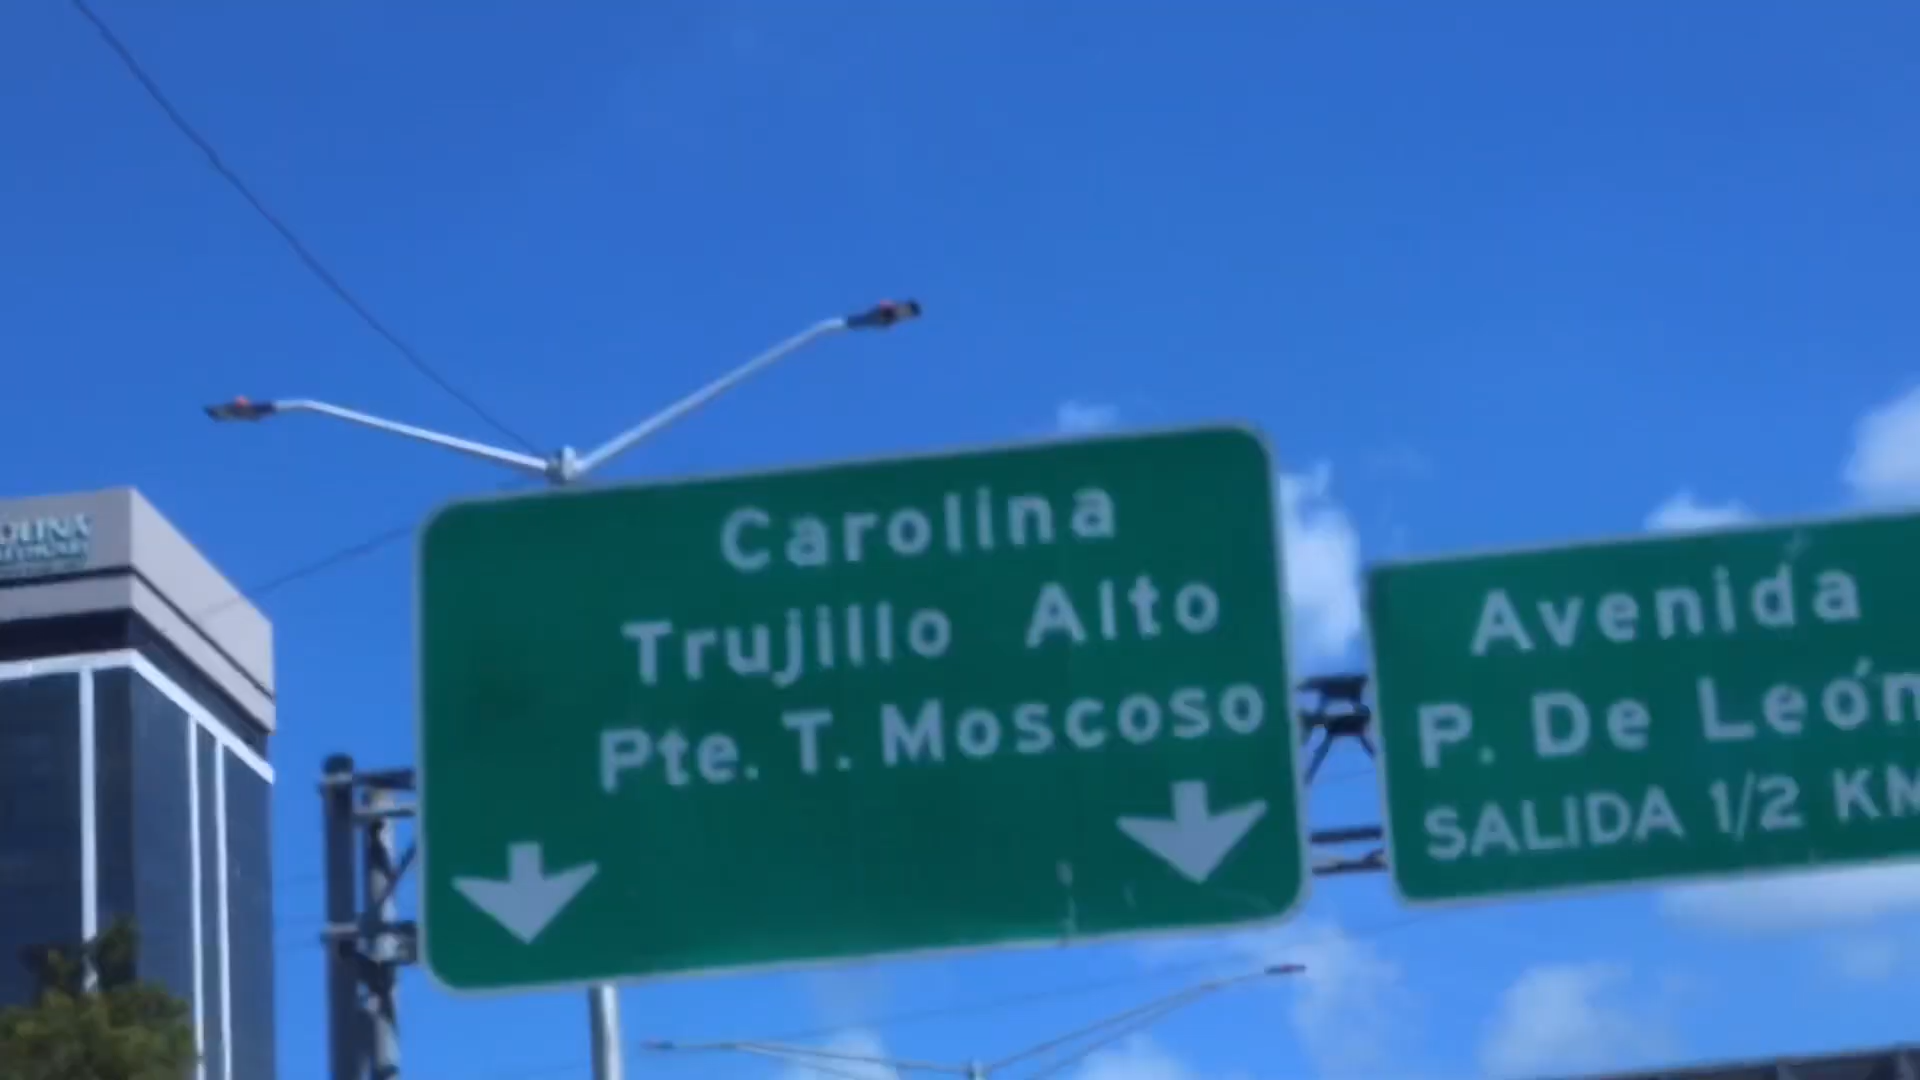 Carolina
Trujillo Alto
Pte. T. Moscoso
Avenida
P. De León
SALIDA 1/2 KM